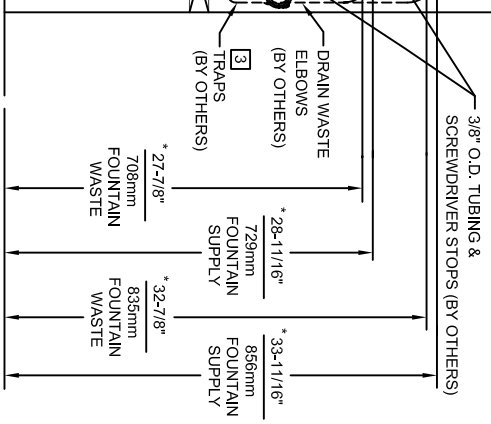 3/8" O.D. TUBING &
SCREWDRIVER STOPS (BY OTHERS)
DRAIN WASTE
ELBOWS
(BY OTHERS)
3
TRAPS
(BY OTHERS)
* 27-7/8"
708mm
FOUNTAIN
WASTE
* 28-11/16"
729mm
FOUNTAIN
SUPPLY
* 32-7/8"
835mm
FOUNTAIN
WASTE
* 33-11/16"
856mm
FOUNTAIN
SUPPLY